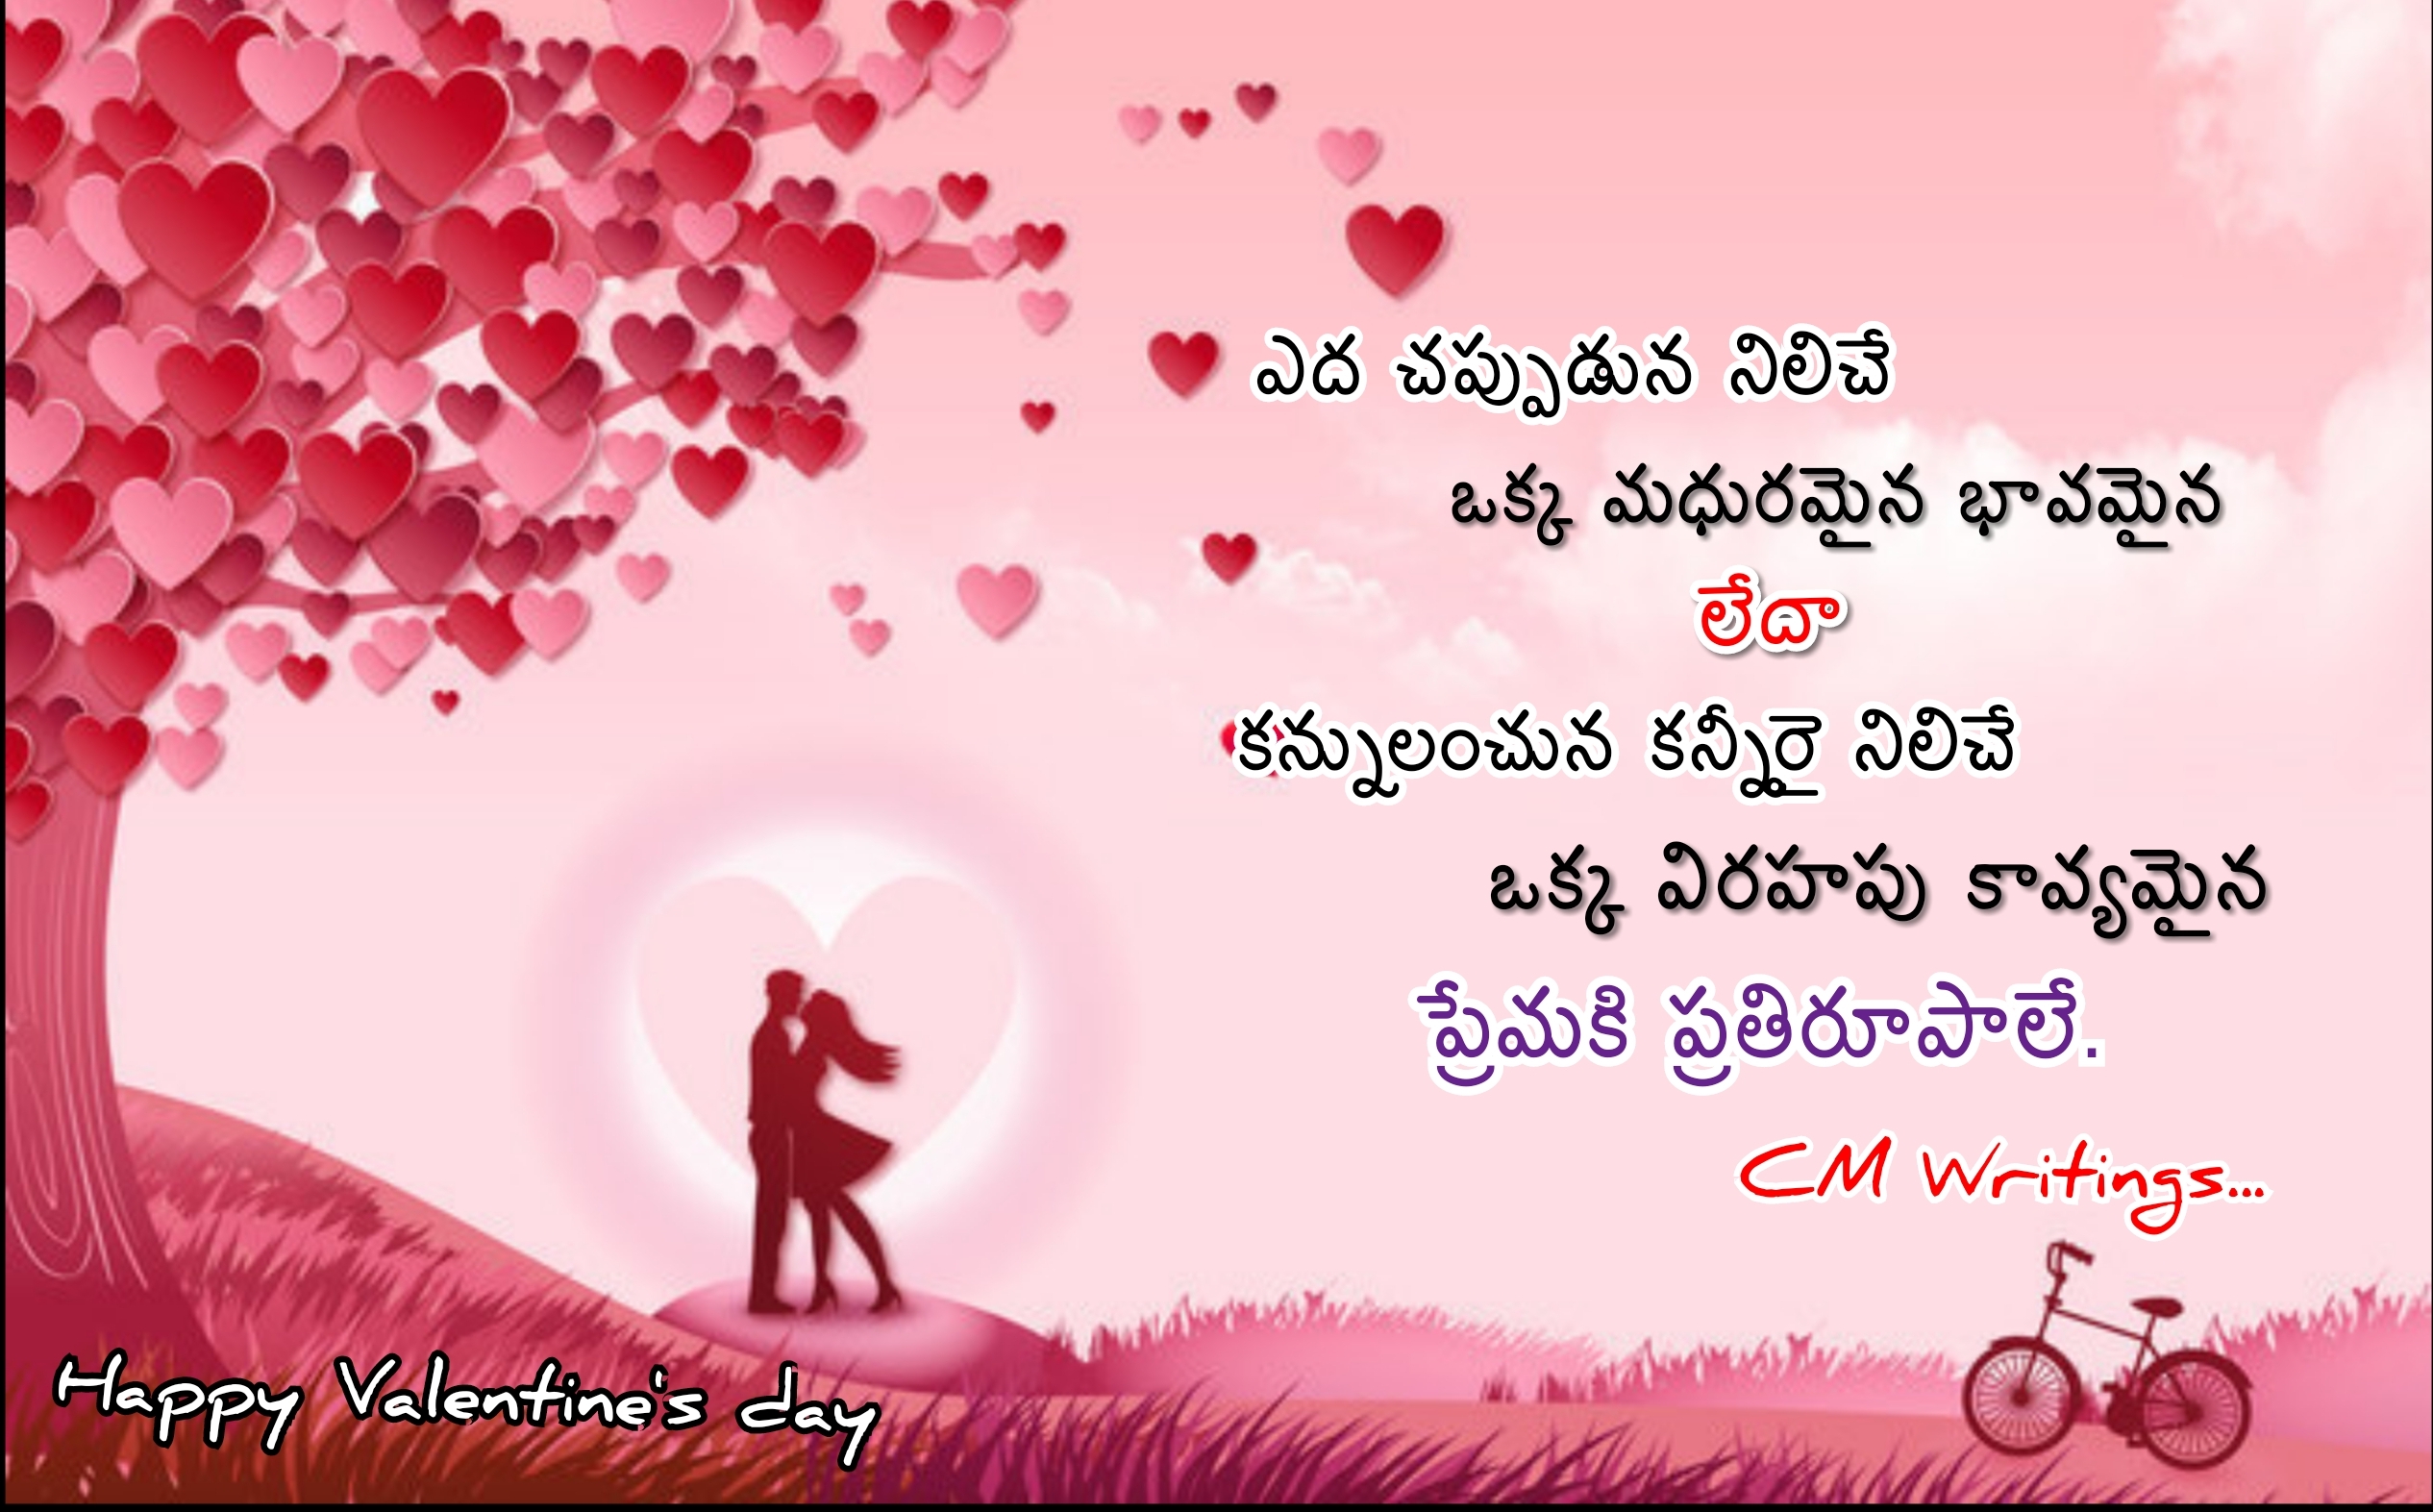 ఎద చప్పుడున నిలిచే
ఒక్క మధురమైన భావమైన
లేదా
కన్నులంచున కన్నీరై నిలిచే
ఒక్క విరహపు కావ్యమైన
ప్రేమకి ప్రతిరూపాలే.
CM Writings...
Happy Valentine's day